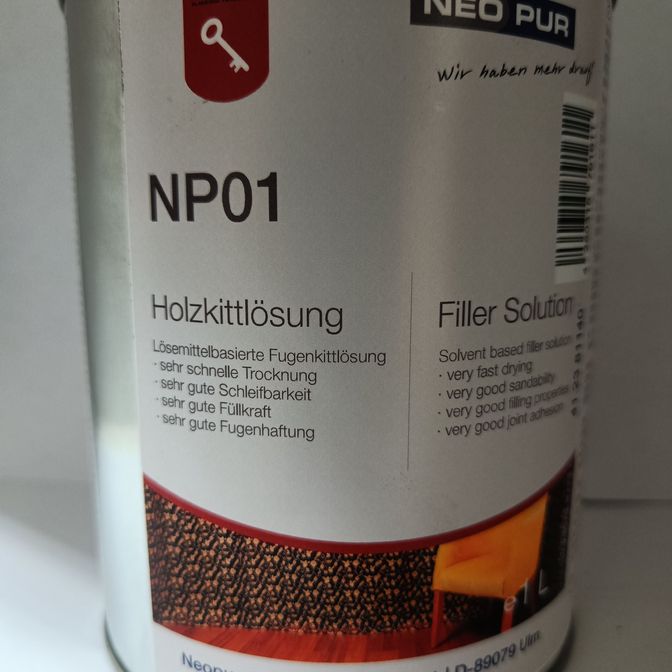 NEO PUR
Wir haben mehr drauf
NP01
Holzkittlösung
Lösemittelbasierte Fugenkittlösung
· sehr schnelle Trocknung
· sehr gute Schleifbarkeit
· sehr gute Füllkraft
· sehr gute Fugenhaftung
Filler Solution
Solvent based filler solution
· very fast drying
· very good sandability
· very good filling properties
· very good joint adhesion
e 1 L
D-89079 Ulm